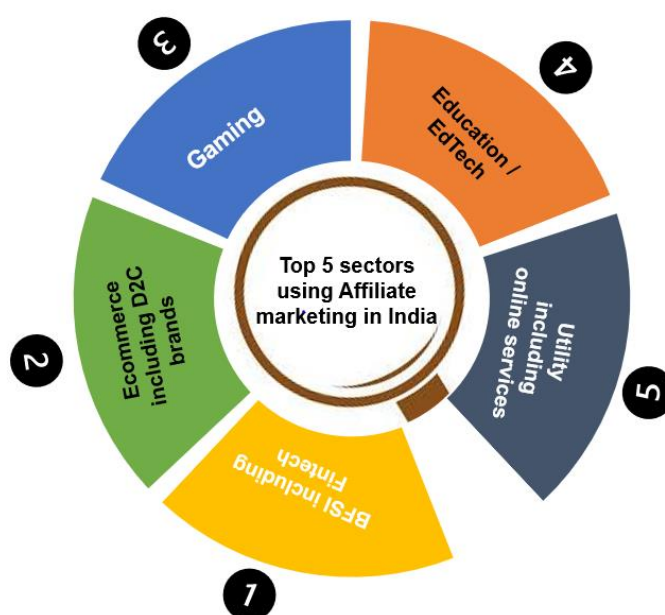 Top 5 sectors
using Affiliate
marketing in India
1
BFSI including
Fintech
2
Ecommerce
including D2C
brands
3
Gaming
4
Education /
EdTech
5
Utility
including
online services